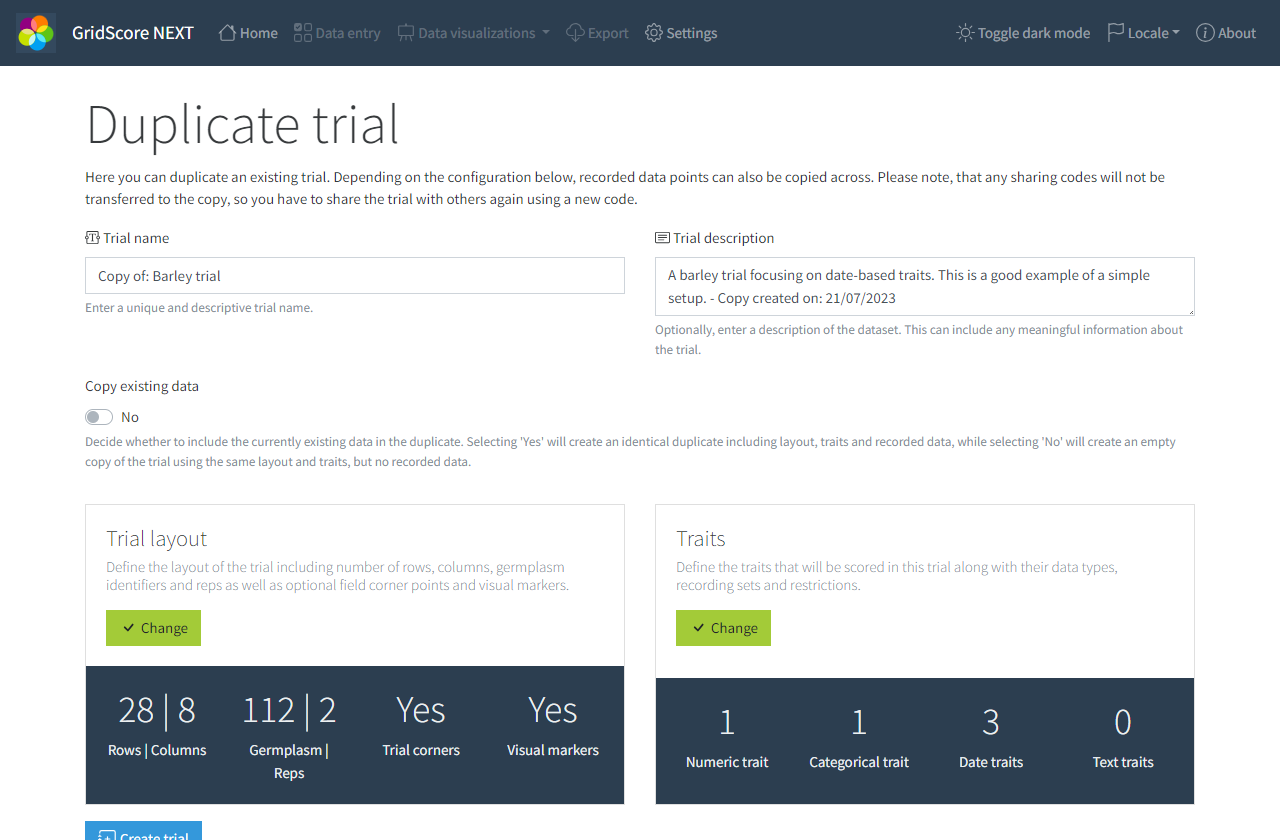 GridScore NEXT Home Data entry Data visualizations Export Settings Toggle dark mode Locale About
Duplicate trial
Here you can duplicate an existing trial. Depending on the configuration below, recorded data points can also be copied across. Please note, that any sharing codes will not be
transferred to the copy, so you have to share the trial with others again using a new code.
Trial name
Copy of: Barley trial
Enter a unique and descriptive trial name.
Trial description
A barley trial focusing on date-based traits. This is a good example of a simple
setup. - Copy created on: 21/07/2023
Optionally, enter a description of the dataset. This can include any meaningful information about
the trial.
Copy existing data
No
Decide whether to include the currently existing data in the duplicate. Selecting 'Yes' will create an identical duplicate including layout, traits and recorded data, while selecting 'No' will create an empty
copy of the trial using the same layout and traits, but no recorded data.
Trial layout
Define the layout of the trial including number of rows, columns, germplasm
identifiers and reps as well as optional field corner points and visual markers.
Change
28 | 8 112 | 2 Yes Yes
Rows | Columns Germplasm | Trial corners Visual markers
Reps
Traits
Define the traits that will be scored in this trial along with their data types,
recording sets and restrictions.
Change
1 1 3 0
Numeric trait Categorical trait Date traits Text traits
Create trial